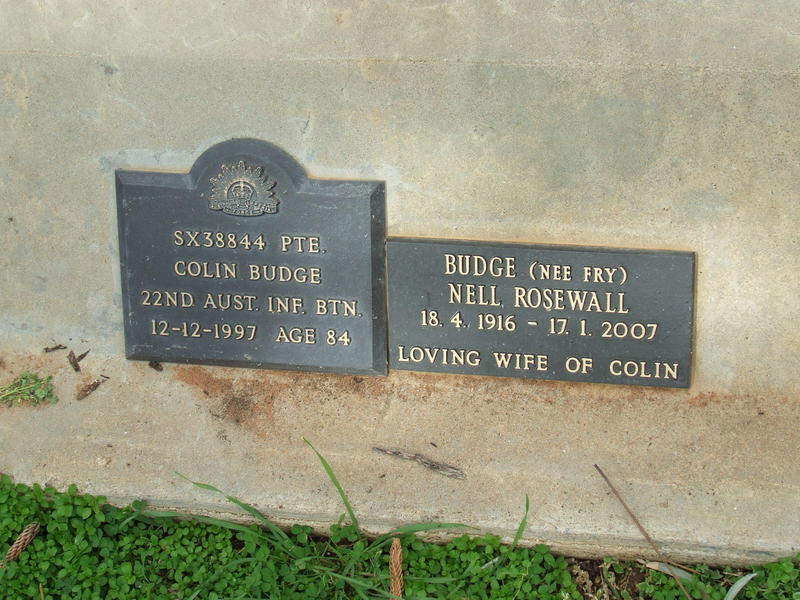 SX38844 PTE.
COLIN BUDGE
22ND AUST. INF. BTN.
12-12-1997 AGE 84
BUDGE (NEE FRY)
NELL ROSEWALL
18. 4. 1916 - 17. 1. 2007
LOVING WIFE OF COLIN